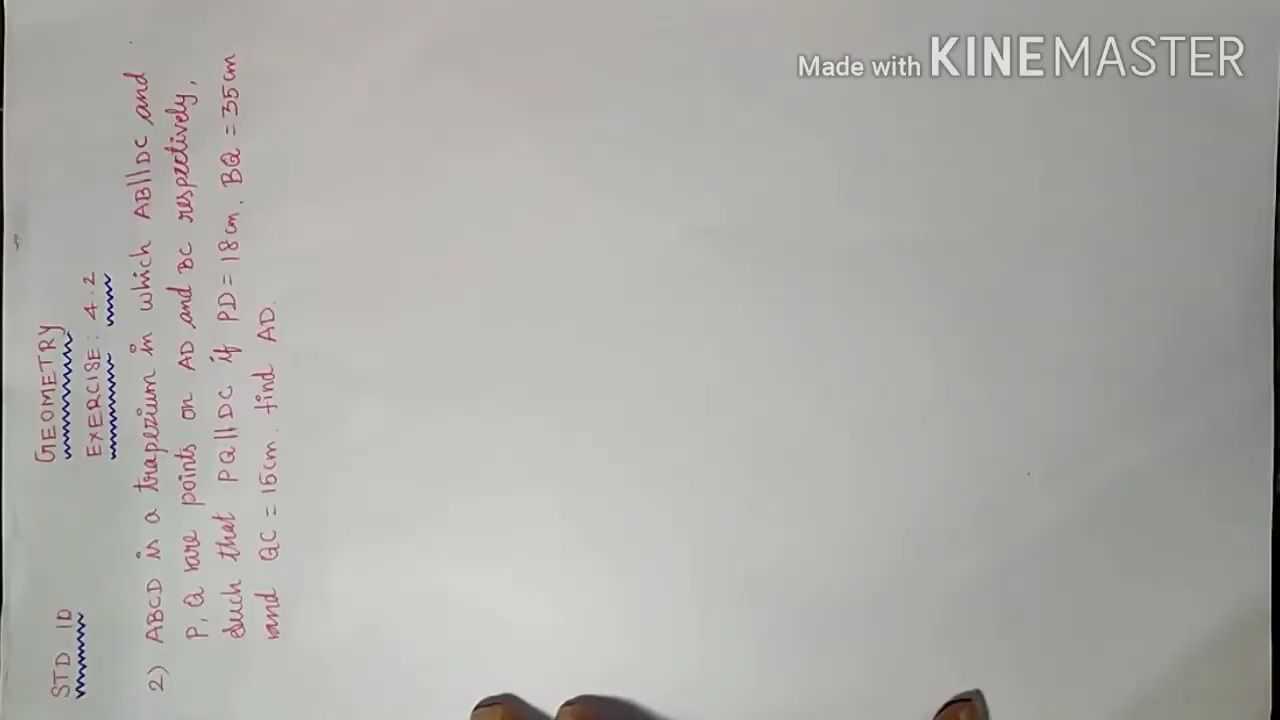 Made with KINEMASTER
STD 10
GEOMETRY
EXERCISE: 4.2
2) ABCD is a trapezium in which AB||DC and
P, Q are points on AD and BC respectively,
such that PQ||DC if PD = 18cm, BQ = 35cm
and QC = 15cm. find AD.